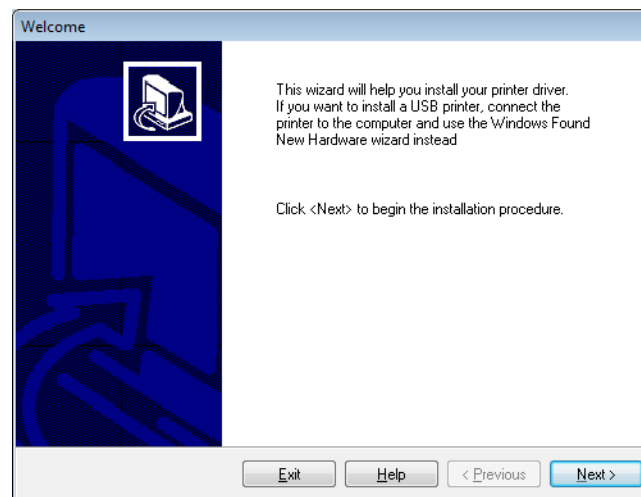 Welcome
This wizard will help you install your printer driver.
If you want to install a USB printer, connect the
printer to the computer and use the Windows Found
New Hardware wizard instead
Click <Next> to begin the installation procedure.
Exit Help < Previous Next >